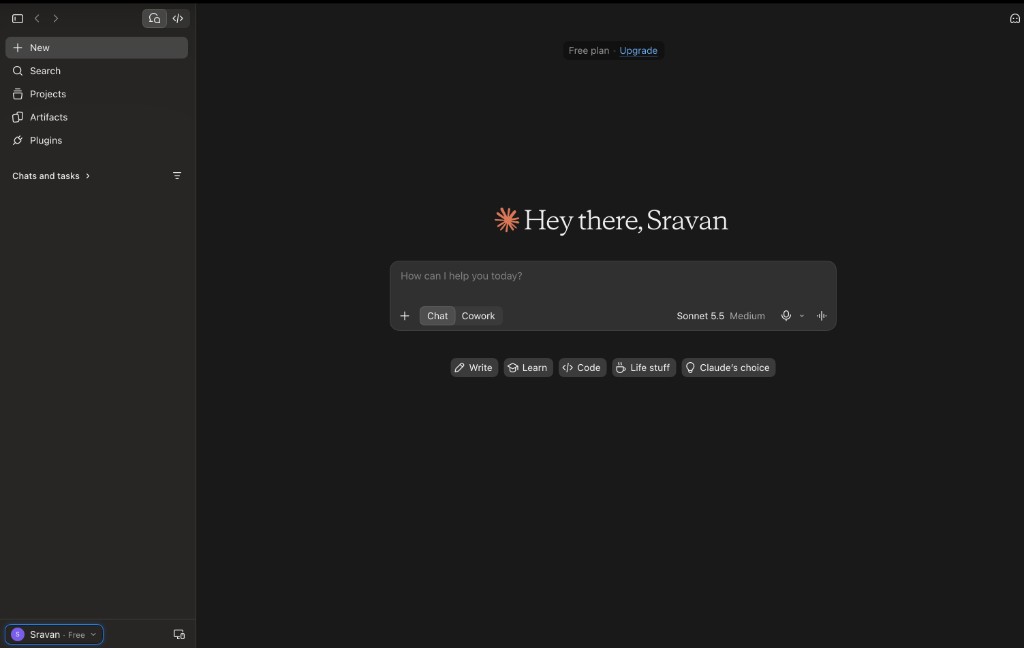 New
Search
Projects
Artifacts
Plugins
Chats and tasks
Free plan · Upgrade
Hey there, Sravan
How can I help you today?
Chat Cowork Sonnet 5.5 Medium
Write Learn Code Life stuff Claude's choice
S Sravan · Free